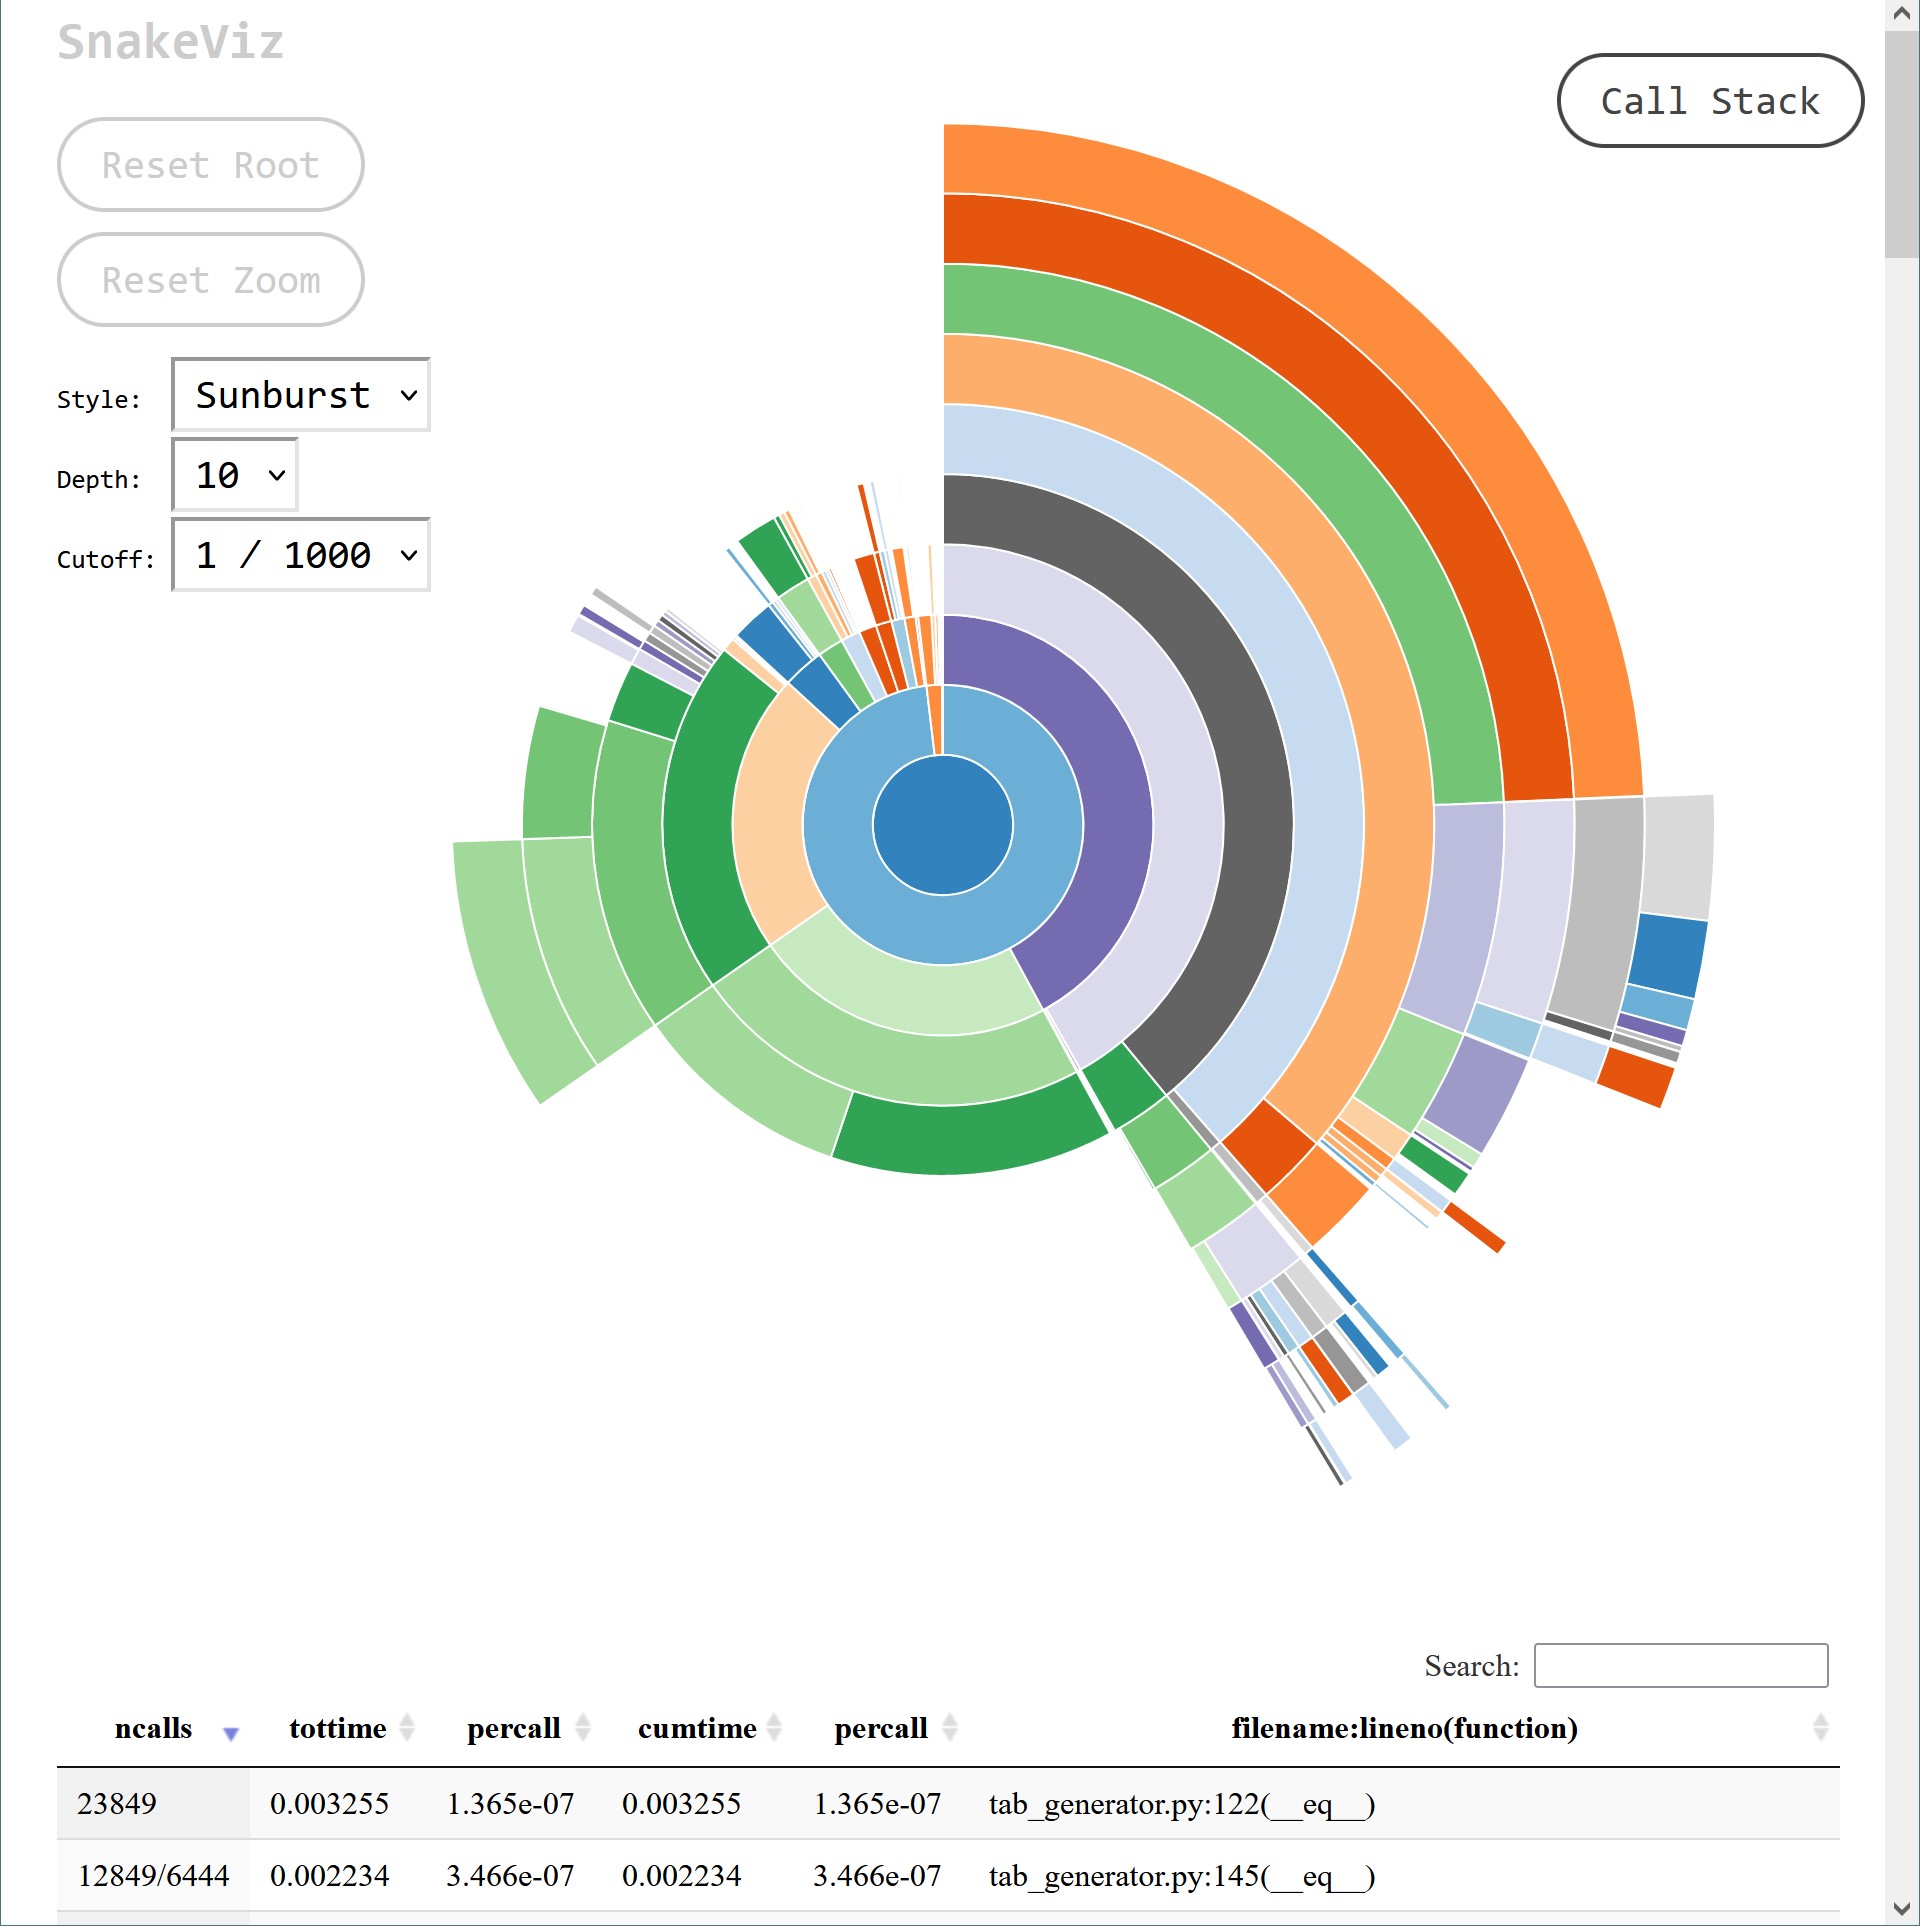 SnakeViz
Call Stack
Reset Root
Reset Zoom
Style: Sunburst
Depth: 10
Cutoff: 1 / 1000
Search:
ncalls tottime percall cumtime percall filename:lineno(function)
23849 0.003255 1.365e-07 0.003255 1.365e-07 tab_generator.py:122(__eq__)
12849/6444 0.002234 3.466e-07 0.002234 3.466e-07 tab_generator.py:145(__eq__)